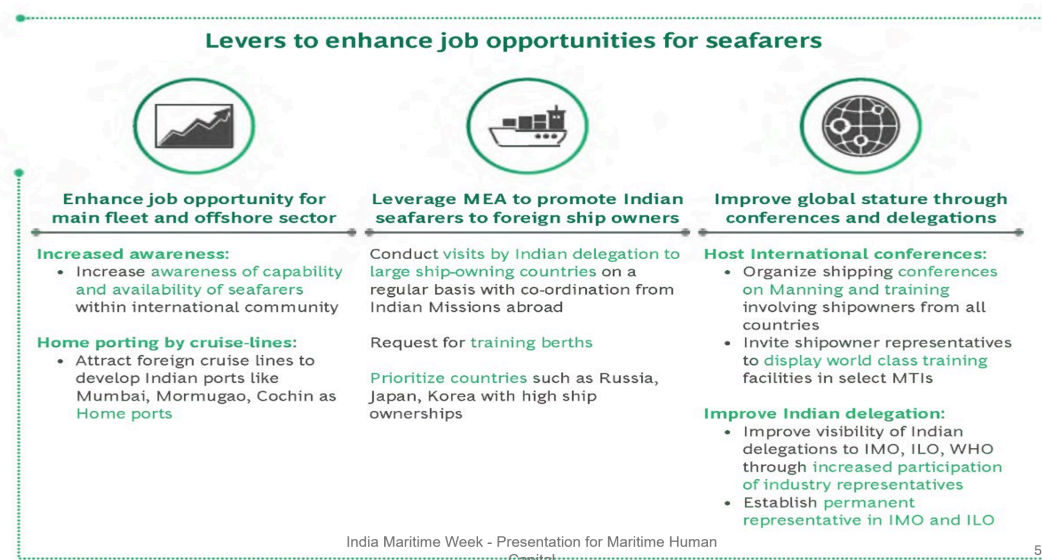 Levers to enhance job opportunities for seafarers
Enhance job opportunity for
main fleet and offshore sector
Increased awareness:
• Increase awareness of capability
and availability of seafarers
within international community
Home porting by cruise-lines:
• Attract foreign cruise lines to
develop Indian ports like
Mumbai, Mormugao, Cochin as
Home ports
Leverage MEA to promote Indian
seafarers to foreign ship owners
Conduct visits by Indian delegation to
large ship-owning countries on a
regular basis with co-ordination from
Indian Missions abroad
Request for training berths
Prioritize countries such as Russia,
Japan, Korea with high ship
ownerships
Improve global stature through
conferences and delegations
Host International conferences:
• Organize shipping conferences
on Manning and training
involving shipowners from all
countries
• Invite shipowner representatives
to display world class training
facilities in select MTIs
Improve Indian delegation:
• Improve visibility of Indian
delegations to IMO, ILO, WHO
through increased participation
of industry representatives
• Establish permanent
representative in IMO and ILO
India Maritime Week - Presentation for Maritime Human
Capital
5